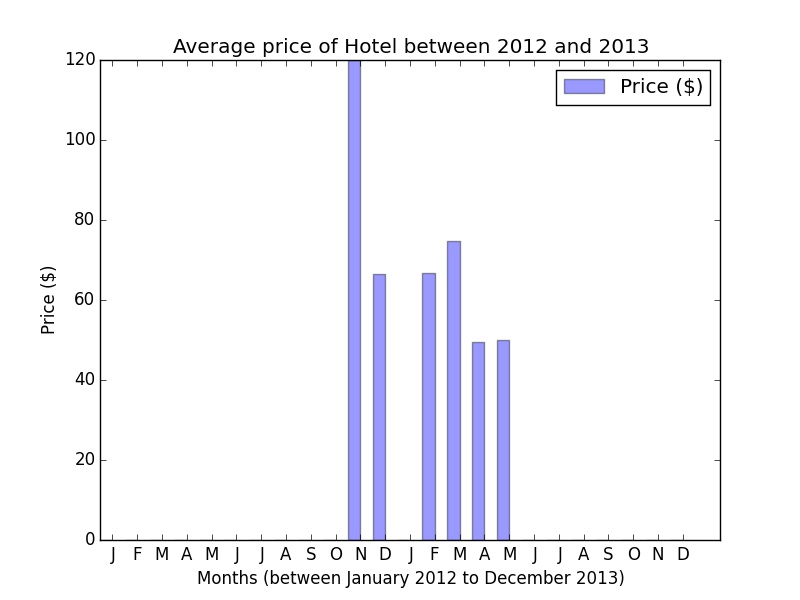 Average price of Hotel between 2012 and 2013
Price ($)
120
100
80
60
40
20
0
Price ($)
J F M A M J J A S O N D J F M A M J J A S O N D
Months (between January 2012 to December 2013)